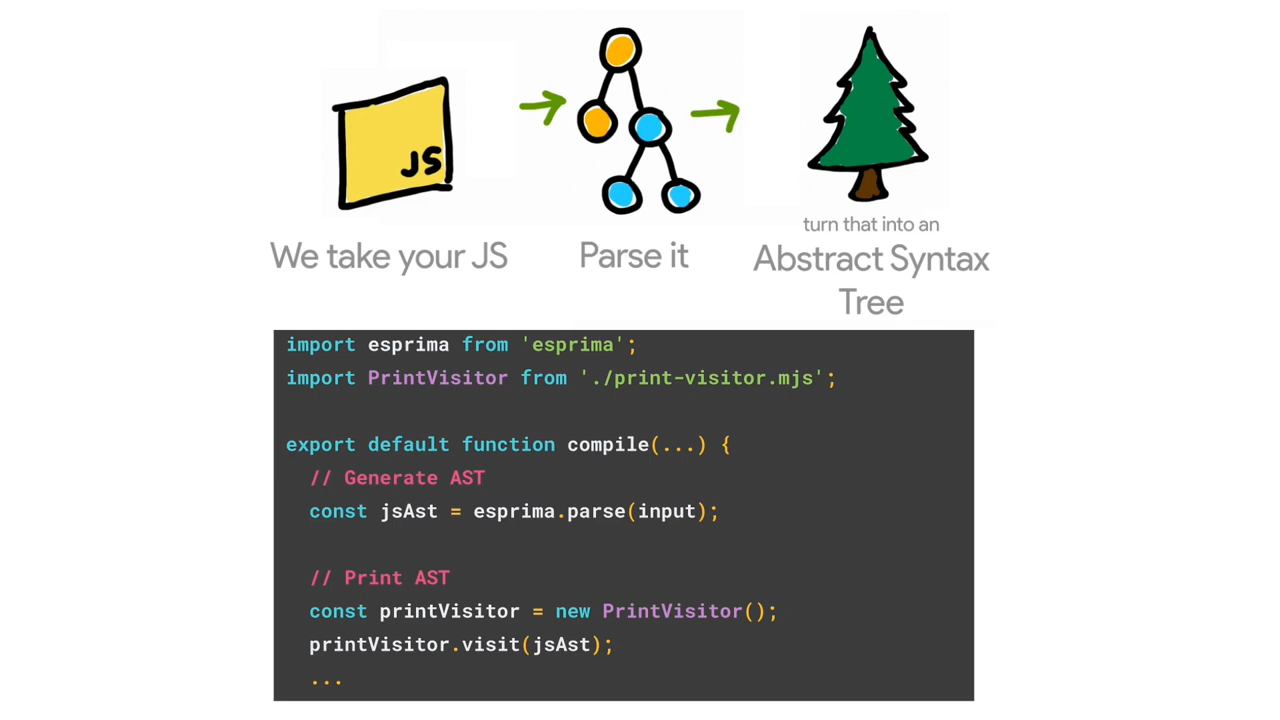 JS
We take your JS
Parse it
turn that into an
Abstract Syntax
Tree
import esprima from 'esprima';
import PrintVisitor from './print-visitor.mjs';
export default function compile(...) {
// Generate AST
const jsAst = esprima.parse(input);
// Print AST
const printVisitor = new PrintVisitor();
printVisitor.visit(jsAst);
...